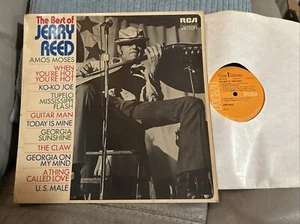 The Best of
JERRY
REED
RCA
VICTOR
AMOS MOSES
WHEN
YOU'RE HOT
YOU'RE HOT
KO-KO JOE
TUPELO
MISSISSIPPI
FLASH
GUITAR MAN
TODAY IS MINE
GEORGIA
SUNSHINE
THE CLAW
GEORGIA ON
MY MIND
A THING
CALLED LOVE
U.S. MALE